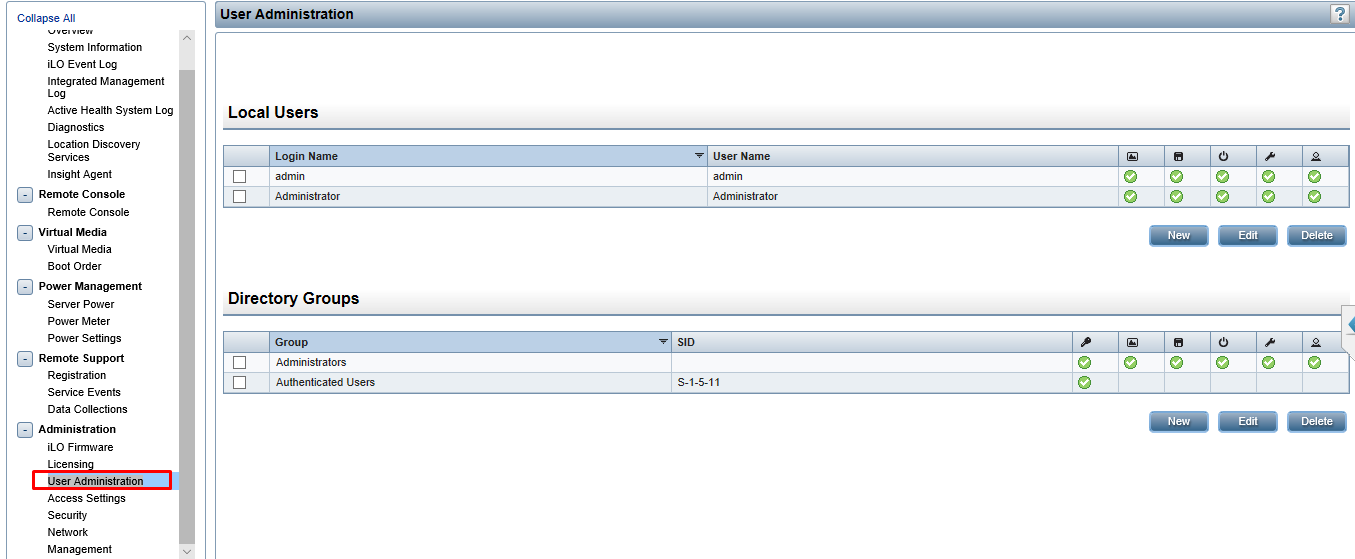 Collapse All
Overview
System Information
iLO Event Log
Integrated Management
Log
Active Health System Log
Diagnostics
Location Discovery
Services
Insight Agent
- Remote Console
Remote Console
- Virtual Media
Virtual Media
Boot Order
- Power Management
Server Power
Power Meter
Power Settings
- Remote Support
Registration
Service Events
Data Collections
- Administration
iLO Firmware
Licensing
User Administration
Access Settings
Security
Network
Management
User Administration ?
Local Users
Login Name User Name
admin admin
Administrator Administrator
New Edit Delete
Directory Groups
Group SID
Administrators
Authenticated Users S-1-5-11
New Edit Delete